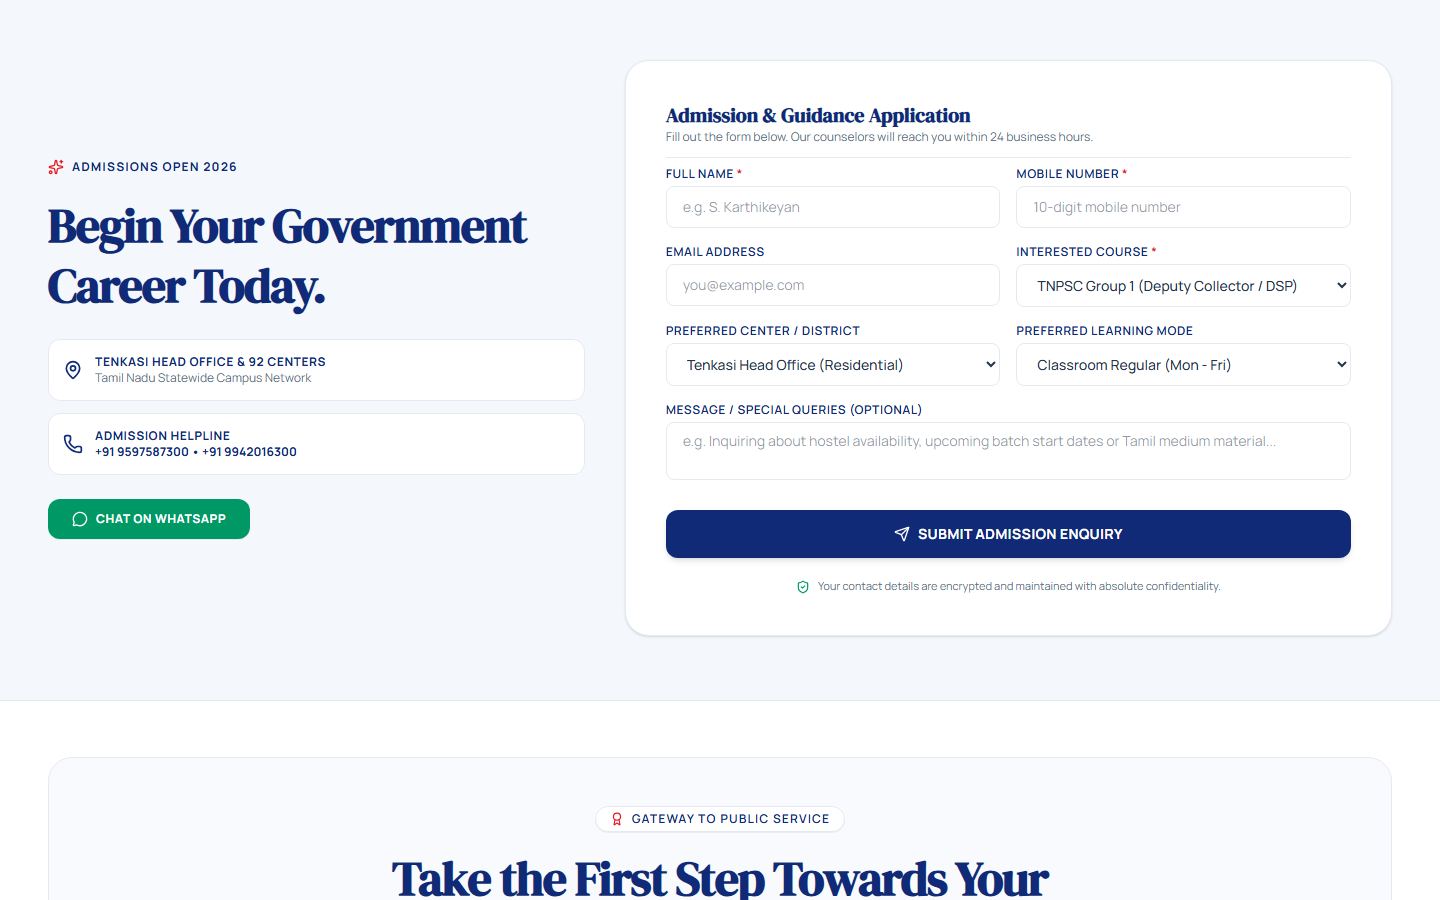 ADMISSIONS OPEN 2026
Begin Your Government
Career Today.
TENKASI HEAD OFFICE & 92 CENTERS
Tamil Nadu Statewide Campus Network
ADMISSION HELPLINE
+91 9597587300 • +91 9942016300
CHAT ON WHATSAPP
Admission & Guidance Application
Fill out the form below. Our counselors will reach you within 24 business hours.
FULL NAME *
e.g. S. Karthikeyan
MOBILE NUMBER *
10-digit mobile number
EMAIL ADDRESS
you@example.com
INTERESTED COURSE *
TNPSC Group 1 (Deputy Collector / DSP)
PREFERRED CENTER / DISTRICT
Tenkasi Head Office (Residential)
PREFERRED LEARNING MODE
Classroom Regular (Mon - Fri)
MESSAGE / SPECIAL QUERIES (OPTIONAL)
e.g. Inquiring about hostel availability, upcoming batch start dates or Tamil medium material...
SUBMIT ADMISSION ENQUIRY
Your contact details are encrypted and maintained with absolute confidentiality.
GATEWAY TO PUBLIC SERVICE
Take the First Step Towards Your